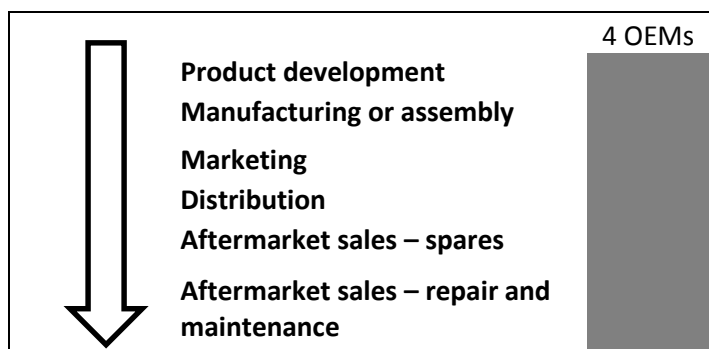 4 OEMs
Product development
Manufacturing or assembly
Marketing
Distribution
Aftermarket sales – spares
Aftermarket sales – repair and
maintenance